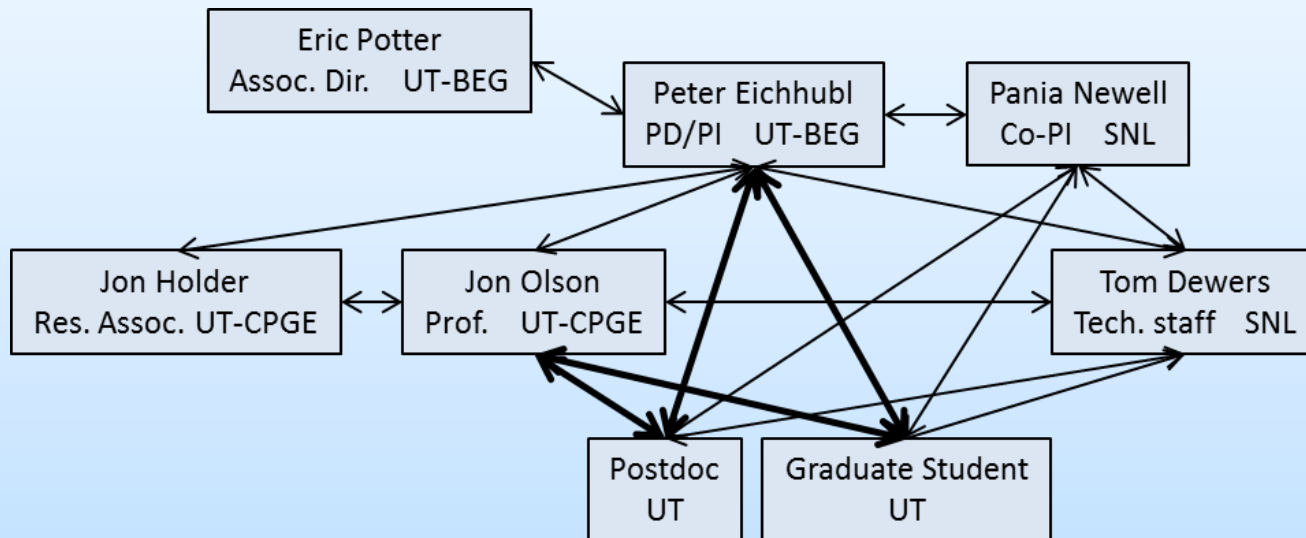 Eric Potter
Assoc. Dir. UT-BEG
Peter Eichhubl
PD/PI UT-BEG
Pania Newell
Co-PI SNL
Jon Holder
Res. Assoc. UT-CPGE
Jon Olson
Prof. UT-CPGE
Tom Dewers
Tech. staff SNL
Postdoc
UT
Graduate Student
UT